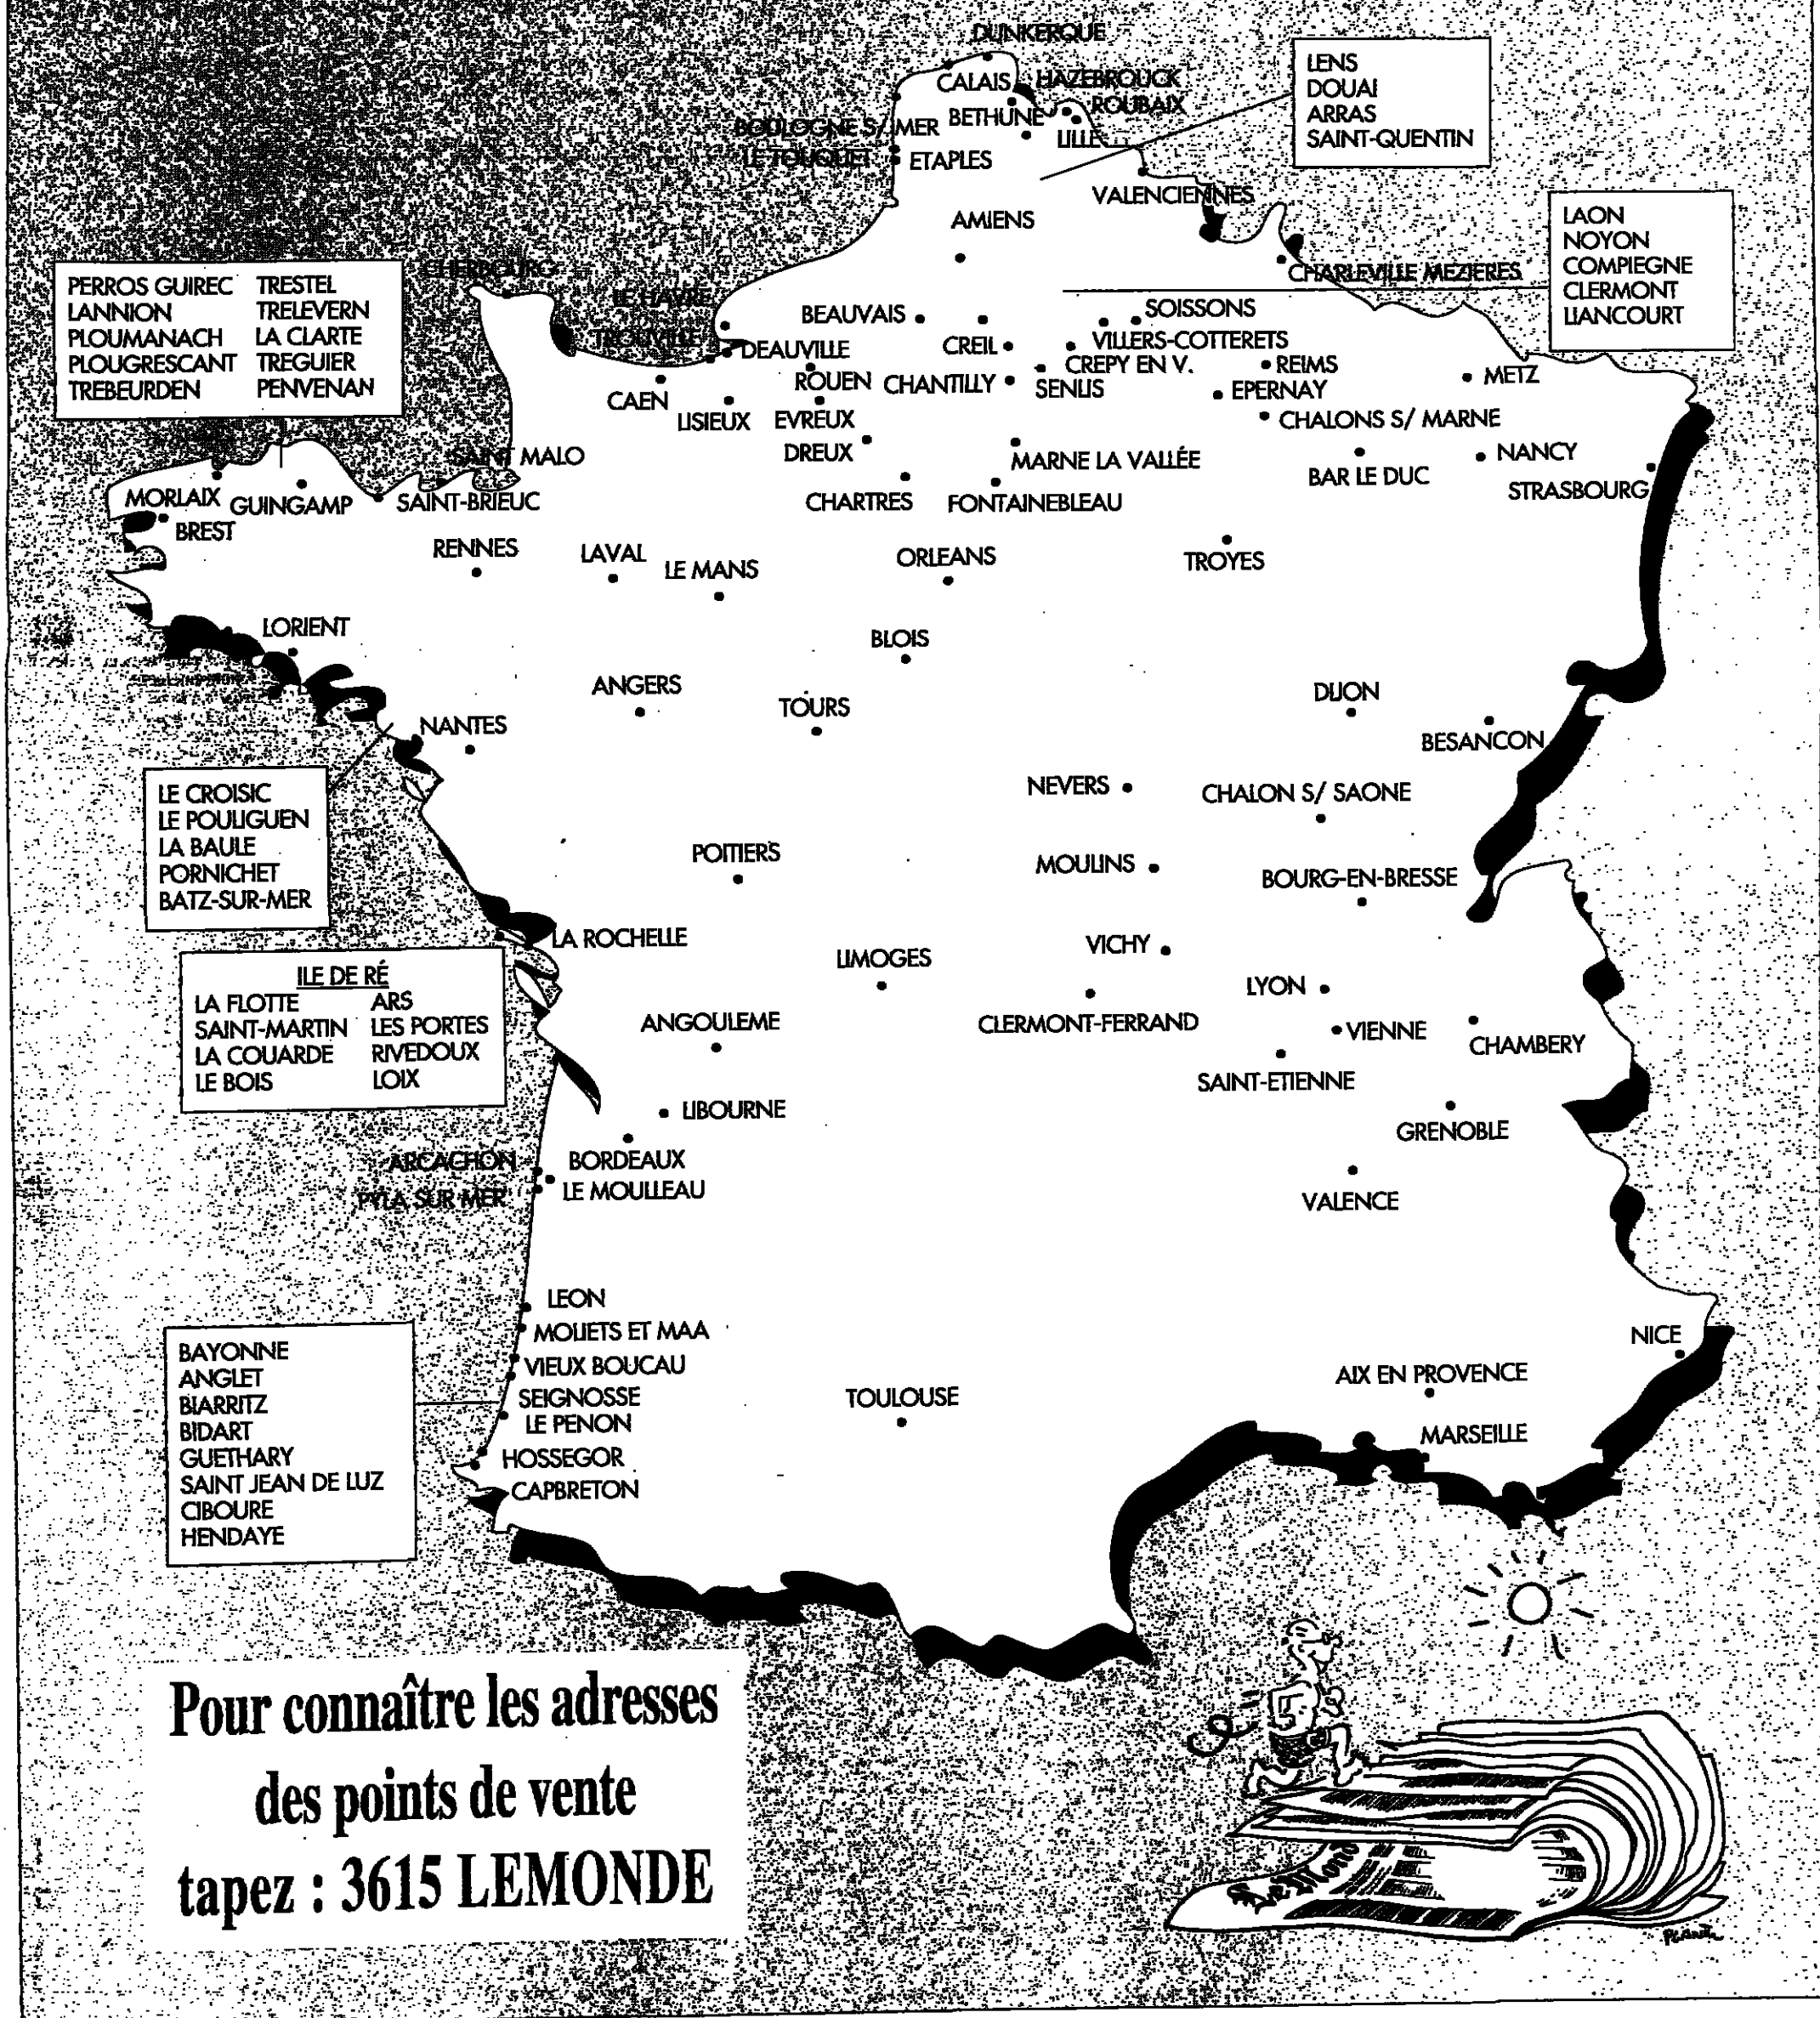 DUNKERQUE
CALAIS
HAZEBROUCK
BETHUNE
ROUBAIX
BOULOGNE S/ MER
LILLE
LE TOUQUET
ETAPLES
VALENCIENNES
AMIENS
LENS
DOUAI
ARRAS
SAINT-QUENTIN
LAON
NOYON
COMPIEGNE
CLERMONT
LIANCOURT
PERROS GUIREC TRESTEL
LANNION TRELEVERN
PLOUMANACH LA CLARTE
PLOUGRESCANT TREGUIER
TREBEURDEN PENVENAN
CHERBOURG
LE HAVRE
TROUVILLE
DEAUVILLE
CHARLEVILLE MEZIERES
BEAUVAIS
SOISSONS
CREIL
VILLERS-COTTERETS
CREPY EN V.
REIMS
ROUEN
CHANTILLY
SENLIS
EPERNAY
METZ
CAEN
LISIEUX
EVREUX
CHALONS S/ MARNE
DREUX
MARNE LA VALLÉE
BAR LE DUC
NANCY
SAINT MALO
STRASBOURG
MORLAIX
GUINGAMP
SAINT-BRIEUC
CHARTRES
FONTAINEBLEAU
BREST
RENNES
LAVAL
LE MANS
ORLEANS
TROYES
LORIENT
BLOIS
ANGERS
TOURS
DIJON
NANTES
BESANCON
LE CROISIC
LE POULIGUEN
LA BAULE
PORNICHET
BATZ-SUR-MER
NEVERS
CHALON S/ SAONE
POITIERS
MOULINS
BOURG-EN-BRESSE
LA ROCHELLE
LIMOGES
VICHY
ILE DE RÉ
LA FLOTTE ARS
SAINT-MARTIN LES PORTES
LA COUARDE RIVEDOUX
LE BOIS LOIX
LYON
ANGOULEME
CLERMONT-FERRAND
VIENNE
CHAMBERY
SAINT-ETIENNE
LIBOURNE
GRENOBLE
ARCACHON
BORDEAUX
PYLA SUR MER
LE MOULLEAU
VALENCE
LEON
MOLIETS ET MAA
VIEUX BOUCAU
SEIGNOSSE
LE PENON
HOSSEGOR
CAPBRETON
BAYONNE
ANGLET
BIARRITZ
BIDART
GUETHARY
SAINT JEAN DE LUZ
CIBOURE
HENDAYE
TOULOUSE
NICE
AIX EN PROVENCE
MARSEILLE
Pour connaître les adresses
des points de vente
tapez : 3615 LEMONDE
5
Le Monde